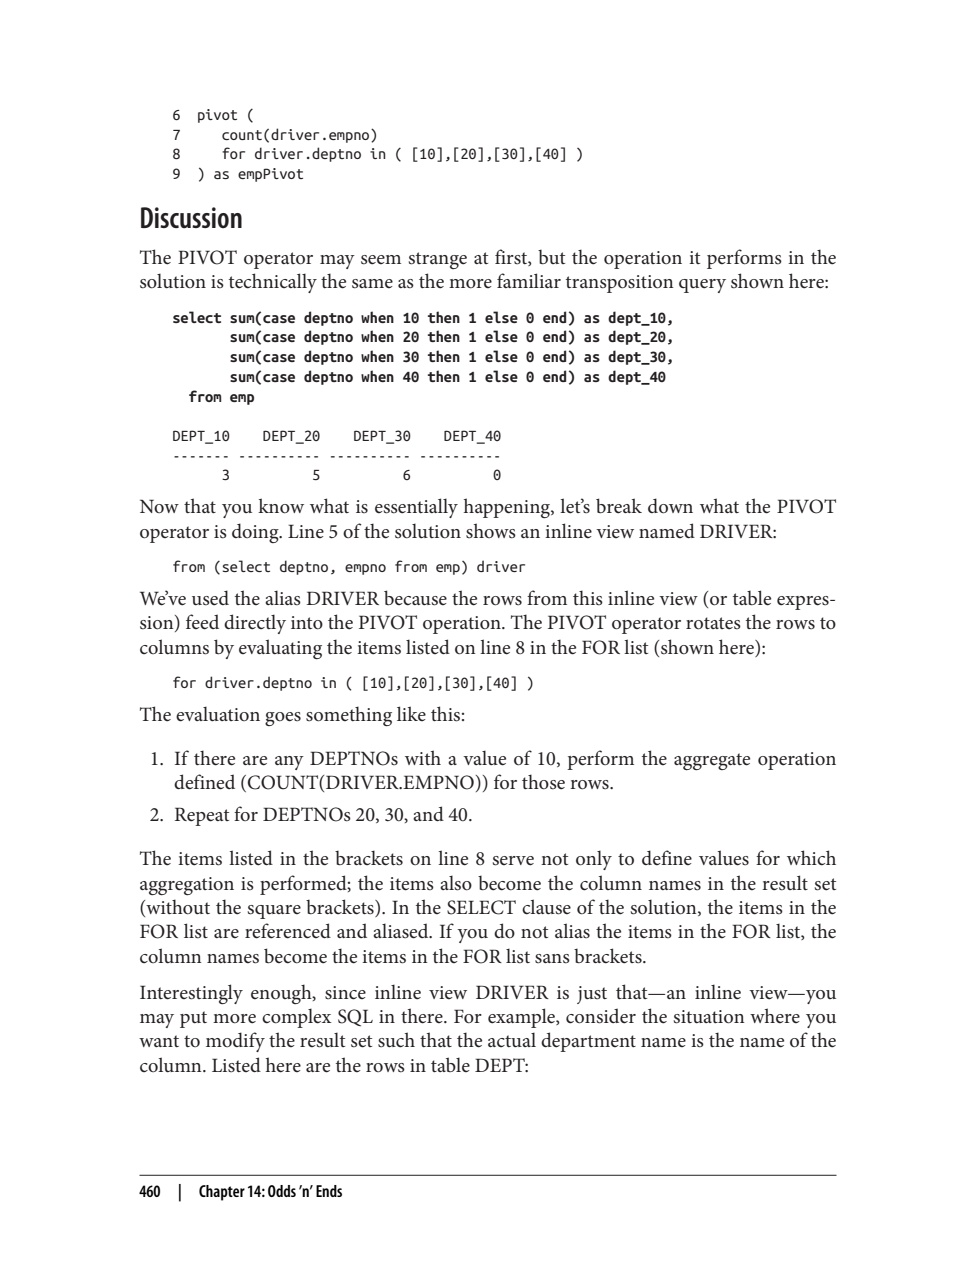 6  pivot (
7     count(driver.empno)
8     for driver.deptno in ( [10],[20],[30],[40] )
9  ) as empPivot
Discussion
The PIVOT operator may seem strange at first, but the operation it performs in the
solution is technically the same as the more familiar transposition query shown here:
select sum(case deptno when 10 then 1 else 0 end) as dept_10,
       sum(case deptno when 20 then 1 else 0 end) as dept_20,
       sum(case deptno when 30 then 1 else 0 end) as dept_30,
       sum(case deptno when 40 then 1 else 0 end) as dept_40
  from emp
DEPT_10    DEPT_20    DEPT_30    DEPT_40
------- ---------- ---------- ----------
      3          5          6          0
Now that you know what is essentially happening, let’s break down what the PIVOT
operator is doing. Line 5 of the solution shows an inline view named DRIVER:
from (select deptno, empno from emp) driver
We’ve used the alias DRIVER because the rows from this inline view (or table expres-
sion) feed directly into the PIVOT operation. The PIVOT operator rotates the rows to
columns by evaluating the items listed on line 8 in the FOR list (shown here):
for driver.deptno in ( [10],[20],[30],[40] )
The evaluation goes something like this:
1. If there are any DEPTNOs with a value of 10, perform the aggregate operation
defined (COUNT(DRIVER.EMPNO)) for those rows.
2. Repeat for DEPTNOs 20, 30, and 40.
The items listed in the brackets on line 8 serve not only to define values for which
aggregation is performed; the items also become the column names in the result set
(without the square brackets). In the SELECT clause of the solution, the items in the
FOR list are referenced and aliased. If you do not alias the items in the FOR list, the
column names become the items in the FOR list sans brackets.
Interestingly enough, since inline view DRIVER is just that—an inline view—you
may put more complex SQL in there. For example, consider the situation where you
want to modify the result set such that the actual department name is the name of the
column. Listed here are the rows in table DEPT:
460 | Chapter 14: Odds ’n’ Ends